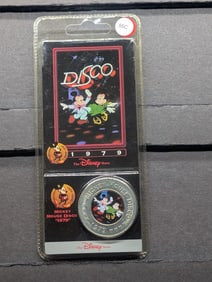 DISCO
1979
The Disney Store
MICKEY
MOUSE DISCO
"1979"
The Disney Store